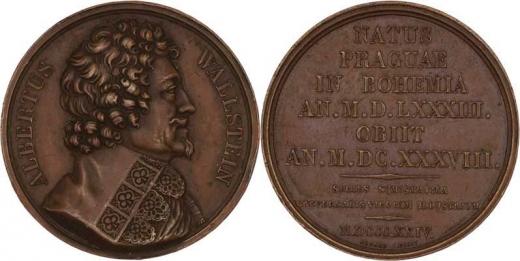 ALBERTUS WALLSTEIN
NATUS
PRAGUAE
IN BOHEMIA
AN. M. D. LXXXIII.
OBIIT
AN. M. DC. XXXVIII.
SERIES NUMISMATICA
UNIVERSALIS VIRORUM ILLUSTRIUM
M.DCCC.XXIV.